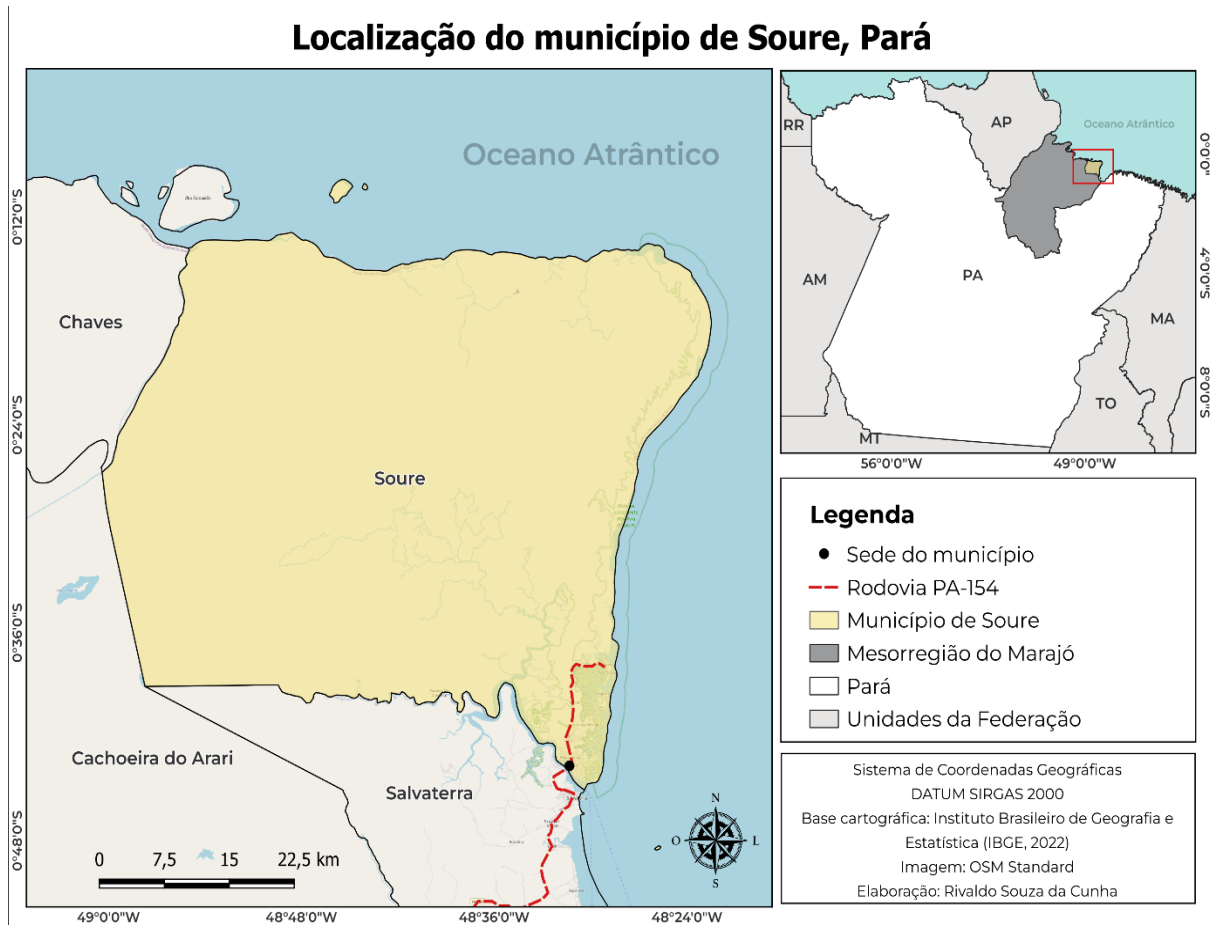 Localização do município de Soure, Pará
Oceano Atrântico
Chaves
Soure
Cachoeira do Arari
Salvaterra
0°12'0"S
0°24'0"S
0°36'0"S
0°48'0"S
0 7,5 15 22,5 km
N
O L
S
49°0'0"W 48°48'0"W 48°36'0"W 48°24'0"W
RR
AP
Oceano Atrântico
AM
PA
MA
TO
MT
0°0'0"
4°0'0"S
8°0'0"S
56°0'0"W 49°0'0"W
Legenda
Sede do município
Rodovia PA-154
Município de Soure
Mesorregião do Marajó
Pará
Unidades da Federação
Sistema de Coordenadas Geográficas
DATUM SIRGAS 2000
Base cartográfica: Instituto Brasileiro de Geografia e
Estatística (IBGE, 2022)
Imagem: OSM Standard
Elaboração: Rivaldo Souza da Cunha